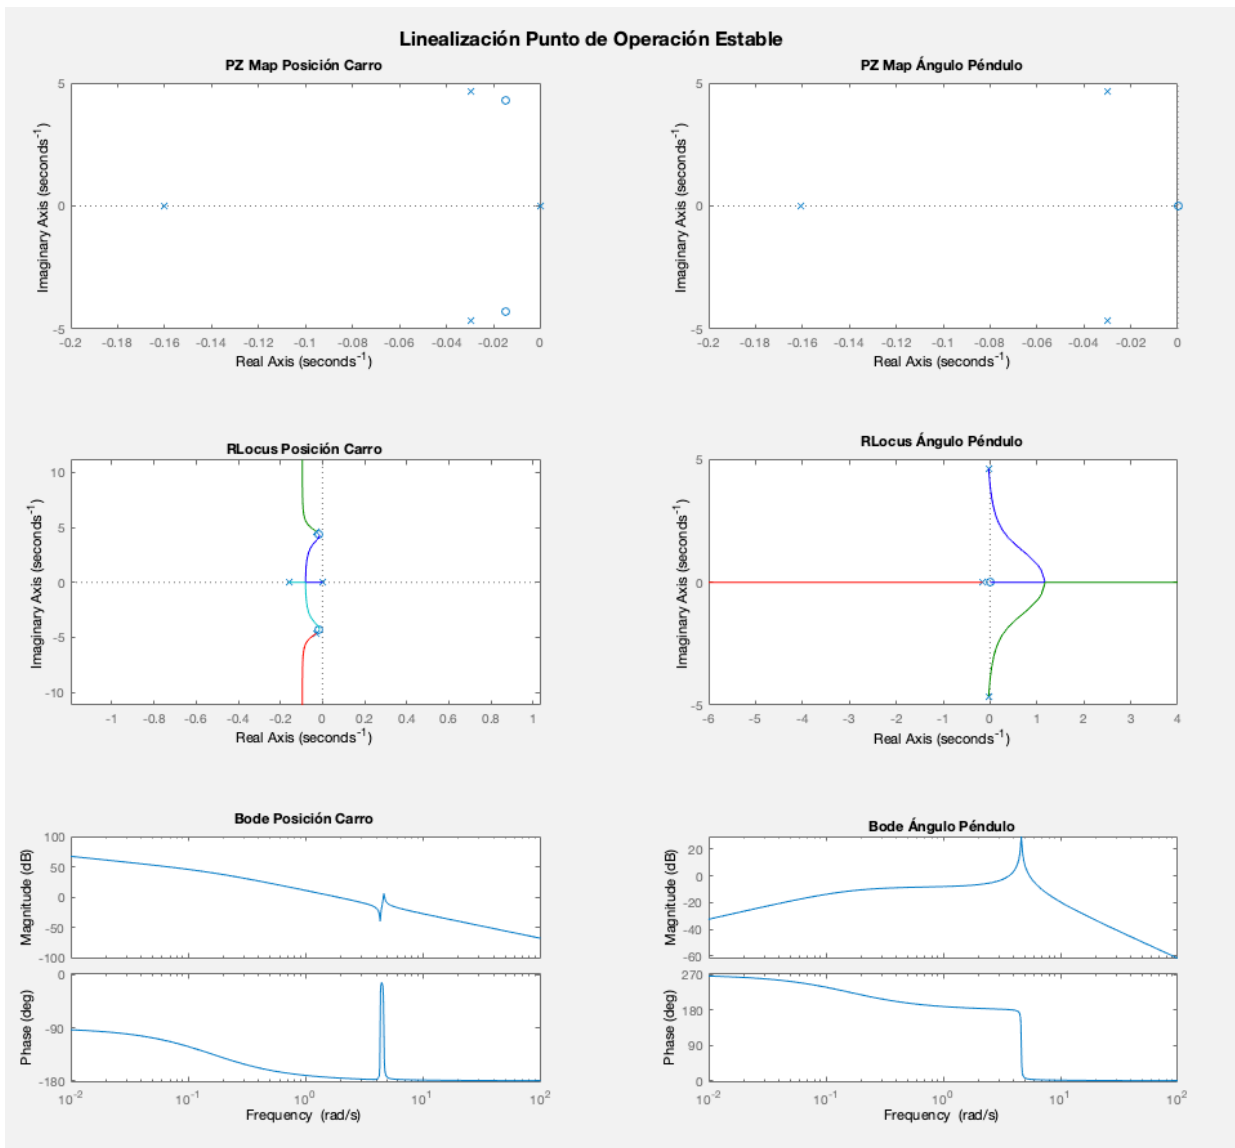 Linealización Punto de Operación Estable
PZ Map Posición Carro
5
0
-5
Imaginary Axis (seconds⁻¹)
-0.2 -0.18 -0.16 -0.14 -0.12 -0.1 -0.08 -0.06 -0.04 -0.02 0
Real Axis (seconds⁻¹)
PZ Map Ángulo Péndulo
5
0
-5
Imaginary Axis (seconds⁻¹)
-0.2 -0.18 -0.16 -0.14 -0.12 -0.1 -0.08 -0.06 -0.04 -0.02 0
Real Axis (seconds⁻¹)
RLocus Posición Carro
10
5
0
-5
-10
Imaginary Axis (seconds⁻¹)
-1 -0.8 -0.6 -0.4 -0.2 0 0.2 0.4 0.6 0.8 1
Real Axis (seconds⁻¹)
RLocus Ángulo Péndulo
5
0
-5
Imaginary Axis (seconds⁻¹)
-6 -5 -4 -3 -2 -1 0 1 2 3 4
Real Axis (seconds⁻¹)
Bode Posición Carro
100
50
0
-50
-100
Magnitude (dB)
0
-90
-180
Phase (deg)
10⁻² 10⁻¹ 10⁰ 10¹ 10²
Frequency (rad/s)
Bode Ángulo Péndulo
20
0
-20
-40
-60
Magnitude (dB)
270
180
90
0
Phase (deg)
10⁻² 10⁻¹ 10⁰ 10¹ 10²
Frequency (rad/s)